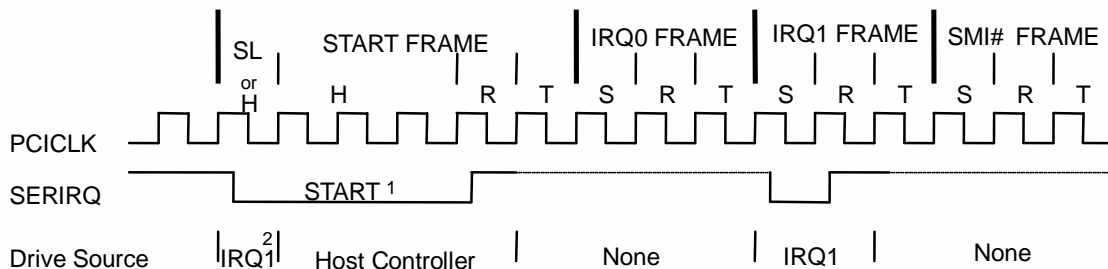 SL START FRAME IRQ0 FRAME IRQ1 FRAME SMI# FRAME
or
H H R T S R T S R T S R T
PCICLK
SERIRQ START 1
Drive Source IRQ1 2 Host Controller None IRQ1 None